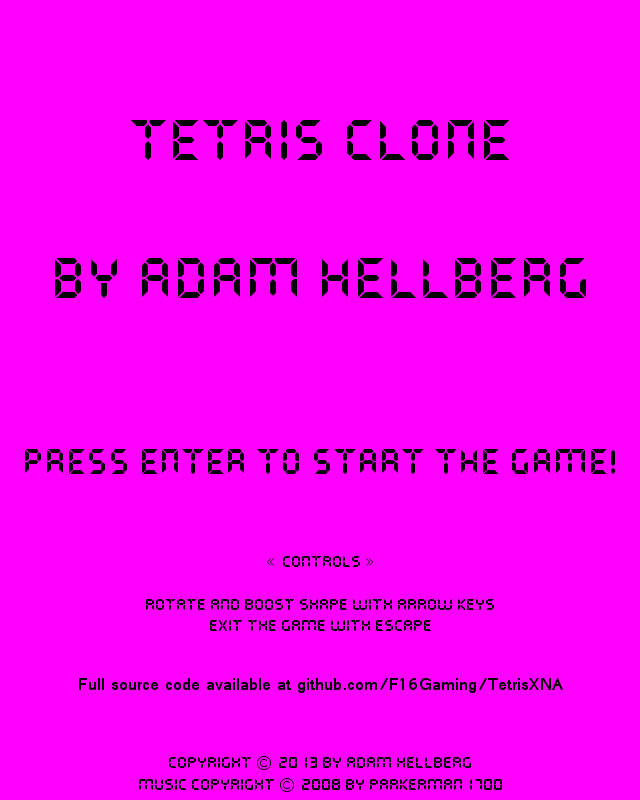 TETRIS CLONE
BY ADAM HELLBERG
PRESS ENTER TO START THE GAME!
« CONTROLS »
ROTATE AND BOOST SHAPE WITH ARROW KEYS
EXIT THE GAME WITH ESCAPE
Full source code available at github.com/F16Gaming/TetrisXNA
COPYRIGHT © 2013 BY ADAM HELLBERG
MUSIC COPYRIGHT © 2008 BY PARKERMAN 1700